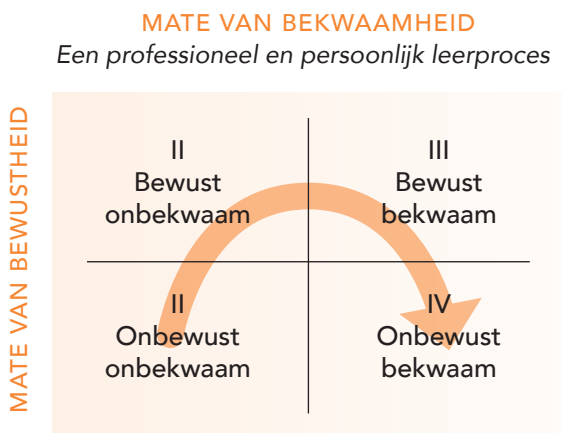 MATE VAN BEKWAAMHEID
Een professioneel en persoonlijk leerproces
MATE VAN BEWUSTHEID
II
Bewust
onbekwaam
III
Bewust
bekwaam
II
Onbewust
onbekwaam
IV
Onbewust
bekwaam